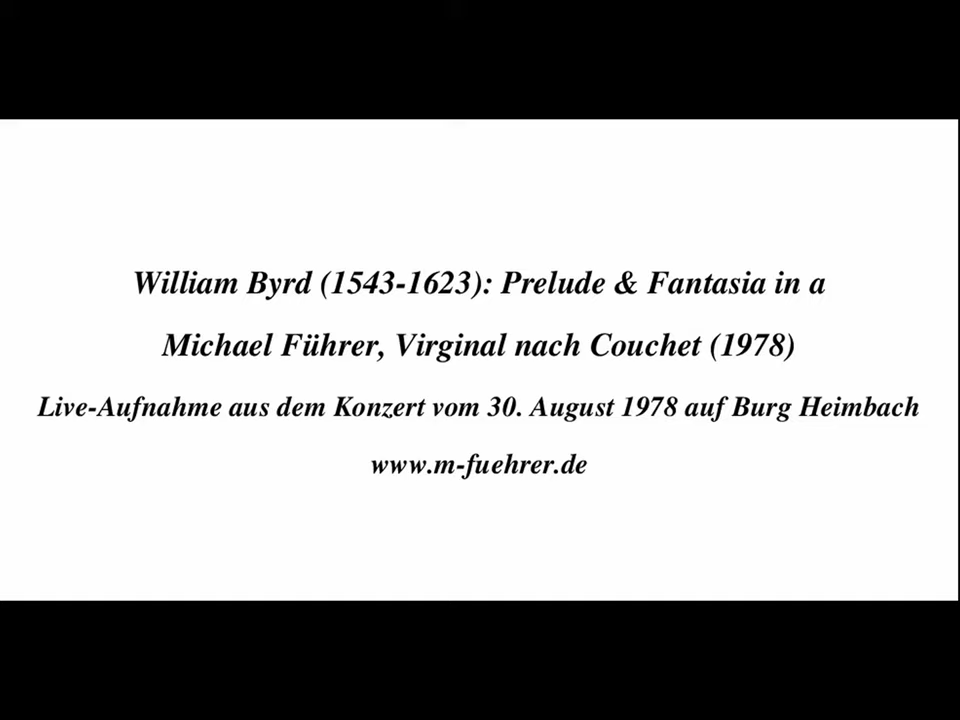 William Byrd (1543-1623): Prelude & Fantasia in a
Michael Führer, Virginal nach Couchet (1978)
Live-Aufnahme aus dem Konzert vom 30. August 1978 auf Burg Heimbach
www.m-fuehrer.de